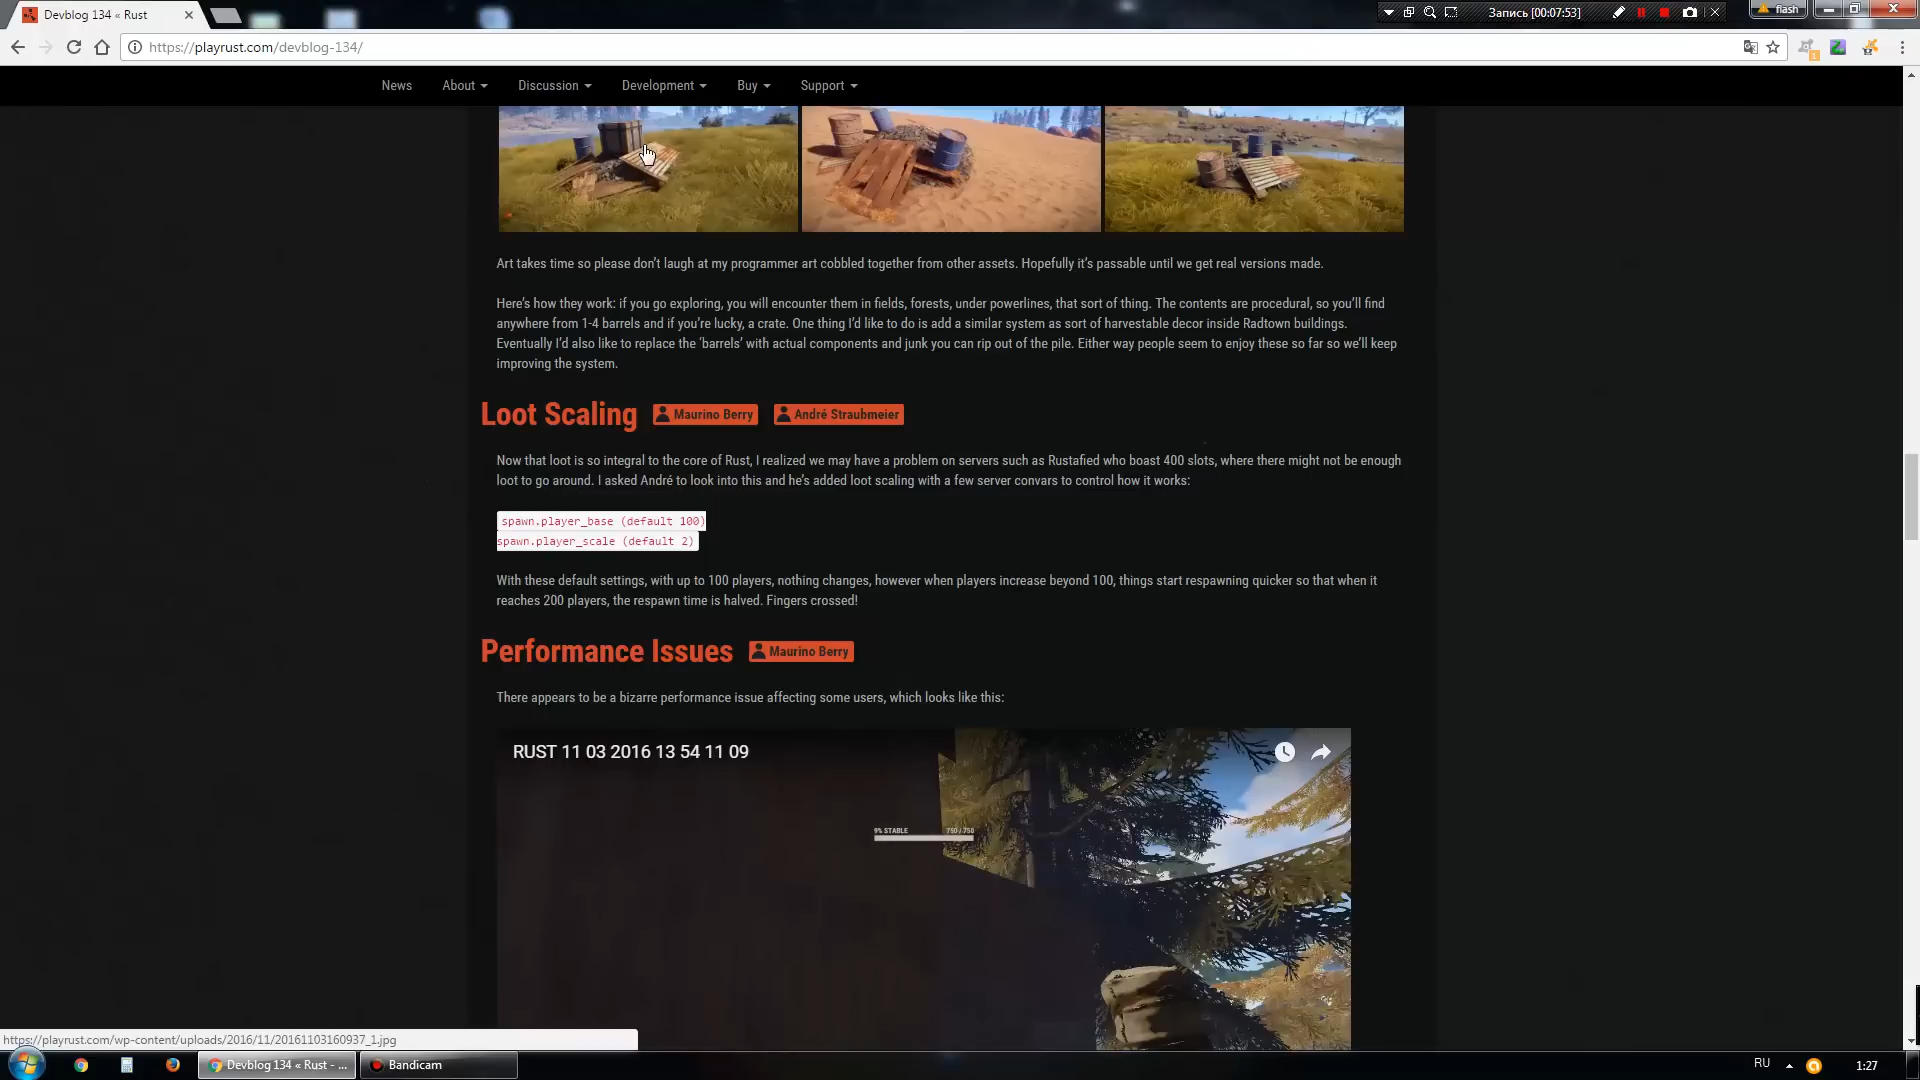 Devblog 134 « Rust
Запись [00:07:53]
flash
https://playrust.com/devblog-134/
News About Discussion Development Buy Support
Art takes time so please don't laugh at my programmer art cobbled together from other assets. Hopefully it's passable until we get real versions made.
Here's how they work: if you go exploring, you will encounter them in fields, forests, under powerlines, that sort of thing. The contents are procedural, so you'll find
anywhere from 1-4 barrels and if you're lucky, a crate. One thing I'd like to do is add a similar system as sort of harvestable decor inside Radtown buildings.
Eventually I'd also like to replace the 'barrels' with actual components and junk you can rip out of the pile. Either way people seem to enjoy these so far so we'll keep
improving the system.
Loot Scaling Maurino Berry André Straubmeier
Now that loot is so integral to the core of Rust, I realized we may have a problem on servers such as Rustafied who boast 400 slots, where there might not be enough
loot to go around. I asked André to look into this and he's added loot scaling with a few server convars to control how it works:
spawn.player_base (default 100)
spawn.player_scale (default 2)
With these default settings, with up to 100 players, nothing changes, however when players increase beyond 100, things start respawning quicker so that when it
reaches 200 players, the respawn time is halved. Fingers crossed!
Performance Issues Maurino Berry
There appears to be a bizarre performance issue affecting some users, which looks like this:
RUST 11 03 2016 13 54 11 09
9% STABLE 750 / 750
https://playrust.com/wp-content/uploads/2016/11/20161103160937_1.jpg
Devblog 134 « Rust - ...
Bandicam
RU
1:27